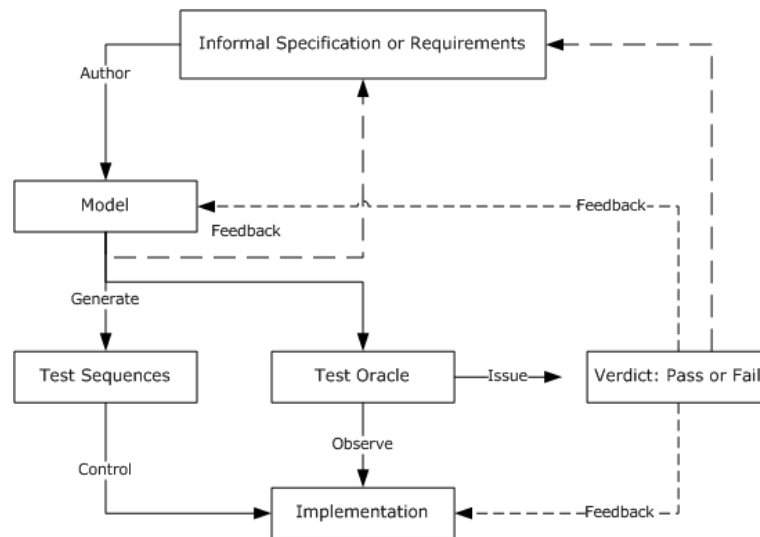 Informal Specification or Requirements
Author
Model
Feedback
Feedback
Generate
Test Sequences
Test Oracle
Issue
Verdict: Pass or Fail
Observe
Control
Implementation
Feedback